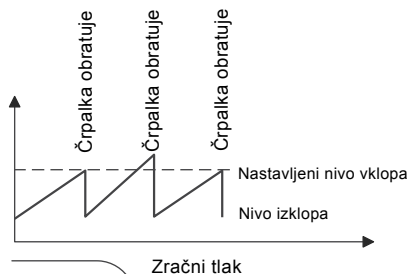 Črpalka obratuje
Črpalka obratuje
Črpalka obratuje
Nastavljeni nivo vklopa
Nivo izklopa
Zračni tlak